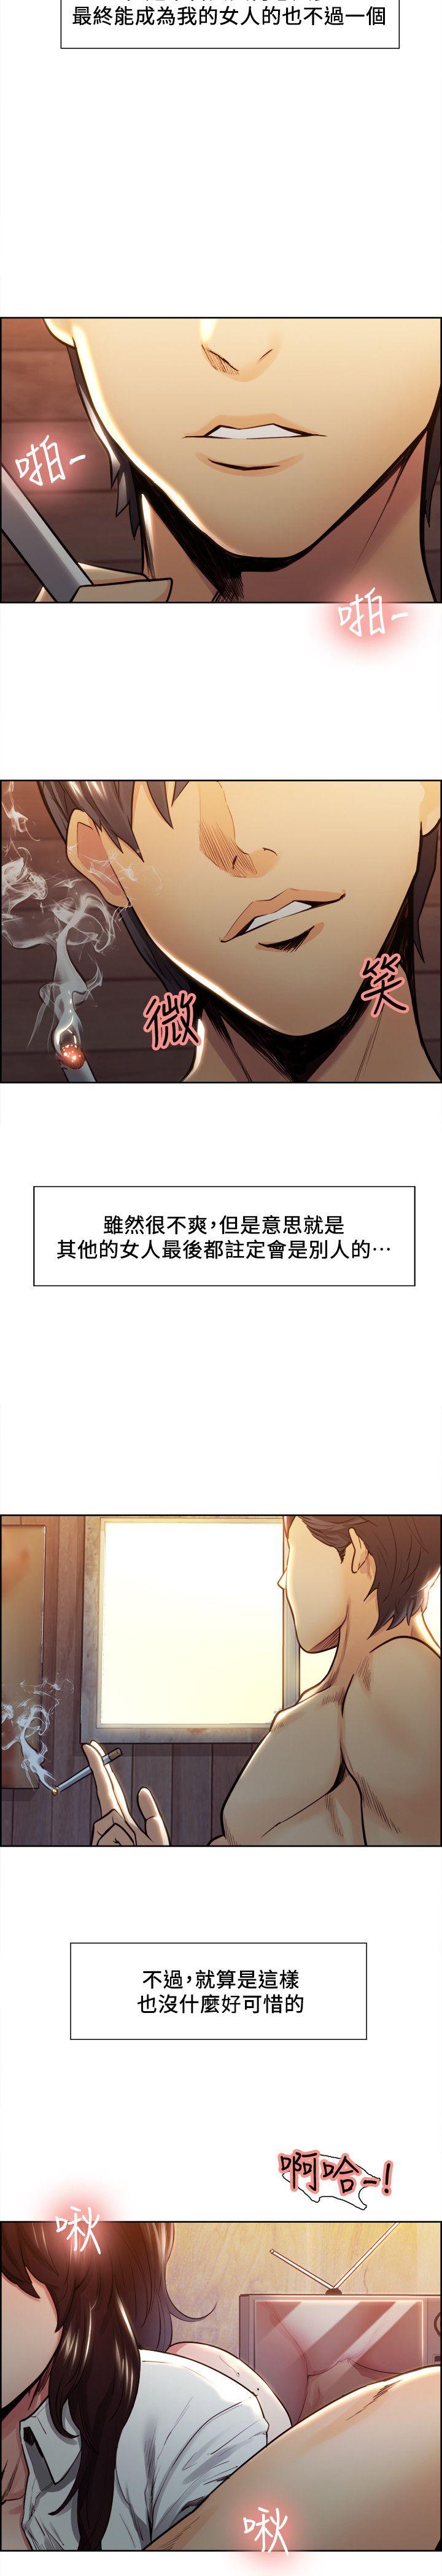 最終能成為我的女人的也不過一個
啪-
啪-
微
笑
雖然很不爽，但是意思就是
其他的女人最後都註定會是別人的…
不過，就算是這樣
也沒什麼好可惜的
啊哈-!
啾
啾